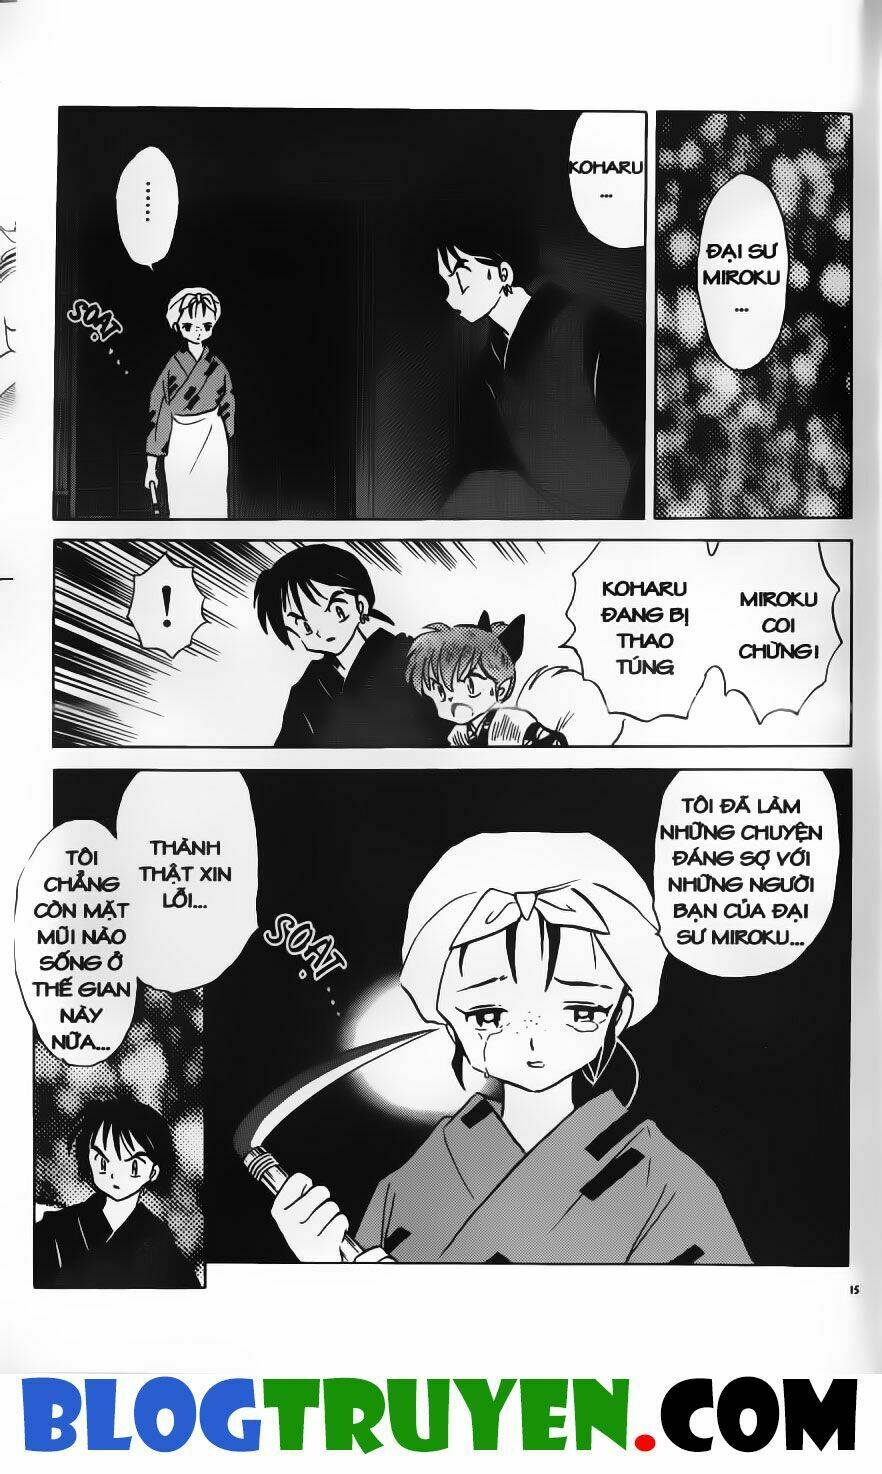 ĐẠI SƯ
MIROKU
...
KOHARU
...
.......
SOẠT
...
MIROKU
COI
CHỪNG!
KOHARU
ĐANG BỊ
THAO
TÚNG
!
TÔI ĐÃ LÀM
NHỮNG CHUYỆN
ĐÁNG SỢ VỚI
NHỮNG NGƯỜI
BẠN CỦA ĐẠI
SƯ MIROKU...
SOẠT
...
THÀNH
THẬT XIN
LỖI...
TÔI
CHẲNG
CÒN MẶT
MŨI NÀO
SỐNG Ở
THẾ GIAN
NÀY
NỮA...
15
BLOGTRUYEN.COM